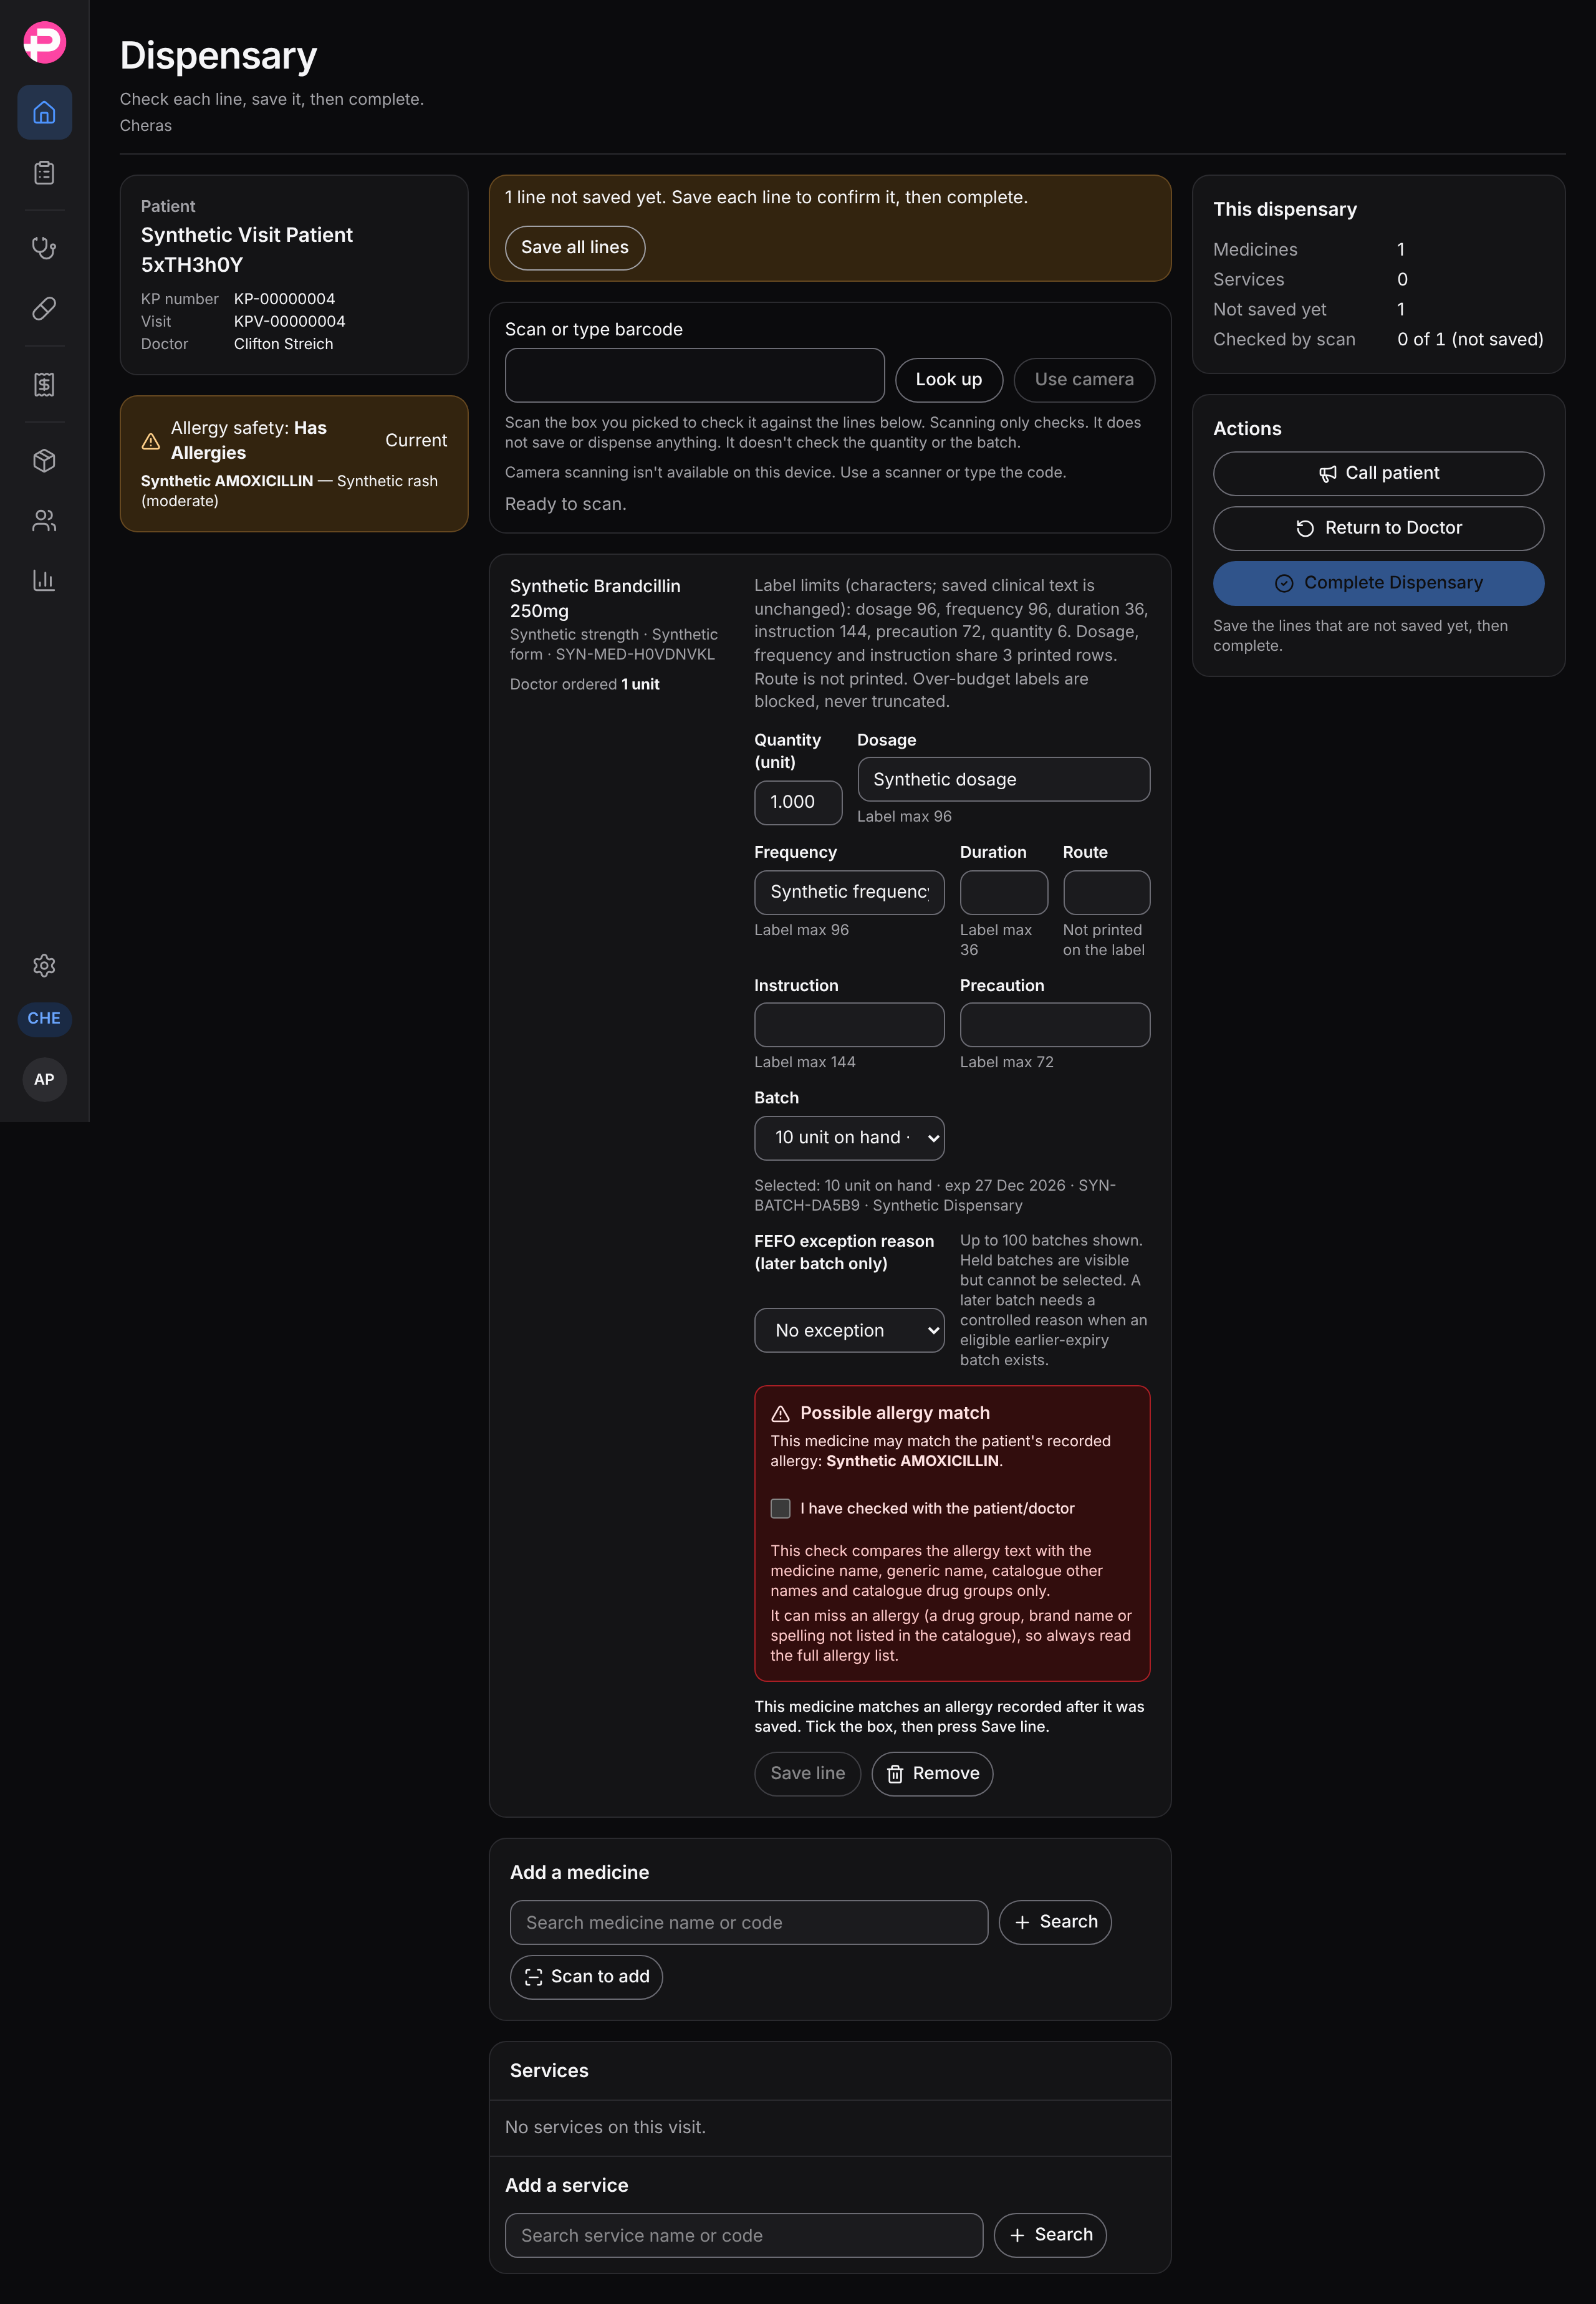 Dispensary
Check each line, save it, then complete.
Cheras
Patient
Synthetic Visit Patient
5xTH3h0Y
KP number KP-00000004
Visit KPV-00000004
Doctor Clifton Streich
Allergy safety: Has
Allergies
Current
Synthetic AMOXICILLIN — Synthetic rash
(moderate)
1 line not saved yet. Save each line to confirm it, then complete.
Save all lines
Scan or type barcode
Look up
Use camera
Scan the box you picked to check it against the lines below. Scanning only checks. It does
not save or dispense anything. It doesn't check the quantity or the batch.
Camera scanning isn't available on this device. Use a scanner or type the code.
Ready to scan.
Synthetic Brandcillin
250mg
Synthetic strength · Synthetic
form · SYN-MED-H0VDNVKL
Doctor ordered 1 unit
Label limits (characters; saved clinical text is
unchanged): dosage 96, frequency 96, duration 36,
instruction 144, precaution 72, quantity 6. Dosage,
frequency and instruction share 3 printed rows.
Route is not printed. Over-budget labels are
blocked, never truncated.
Quantity
(unit)
1.000
Dosage
Synthetic dosage
Label max 96
Frequency
Synthetic frequency
Label max 96
Duration
Label max
36
Route
Not printed
on the label
Instruction
Label max 144
Precaution
Label max 72
Batch
10 unit on hand ·
Selected: 10 unit on hand · exp 27 Dec 2026 · SYN-
BATCH-DA5B9 · Synthetic Dispensary
FEFO exception reason
(later batch only)
No exception
Up to 100 batches shown.
Held batches are visible
but cannot be selected. A
later batch needs a
controlled reason when an
eligible earlier-expiry
batch exists.
Possible allergy match
This medicine may match the patient's recorded
allergy: Synthetic AMOXICILLIN.
I have checked with the patient/doctor
This check compares the allergy text with the
medicine name, generic name, catalogue other
names and catalogue drug groups only.
It can miss an allergy (a drug group, brand name or
spelling not listed in the catalogue), so always read
the full allergy list.
This medicine matches an allergy recorded after it was
saved. Tick the box, then press Save line.
Save line
Remove
Add a medicine
Search medicine name or code
Search
Scan to add
Services
No services on this visit.
Add a service
Search service name or code
Search
This dispensary
Medicines 1
Services 0
Not saved yet 1
Checked by scan 0 of 1 (not saved)
Actions
Call patient
Return to Doctor
Complete Dispensary
Save the lines that are not saved yet, then
complete.
CHE
AP